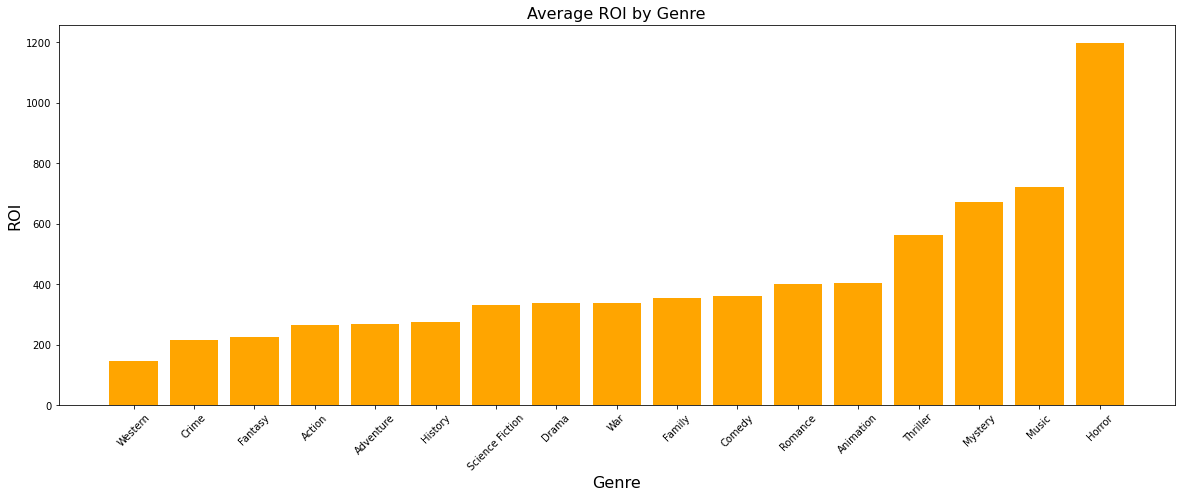 Average ROI by Genre
ROI
1200
1000
800
600
400
200
0
Western
Crime
Fantasy
Action
Adventure
History
Science Fiction
Drama
War
Family
Comedy
Romance
Animation
Thriller
Mystery
Music
Horror
Genre